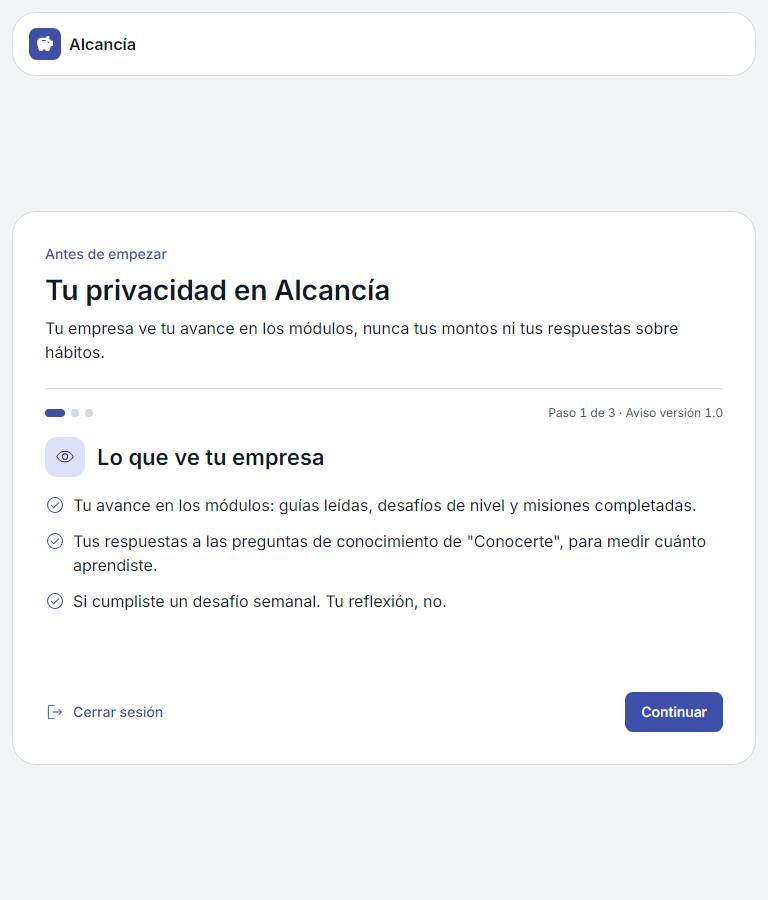 Alcancía
Antes de empezar
Tu privacidad en Alcancía
Tu empresa ve tu avance en los módulos, nunca tus montos ni tus respuestas sobre
hábitos.
Paso 1 de 3 · Aviso versión 1.0
Lo que ve tu empresa
Tu avance en los módulos: guías leídas, desafíos de nivel y misiones completadas.
Tus respuestas a las preguntas de conocimiento de "Conocerte", para medir cuánto
aprendiste.
Si cumpliste un desafío semanal. Tu reflexión, no.
Cerrar sesión
Continuar